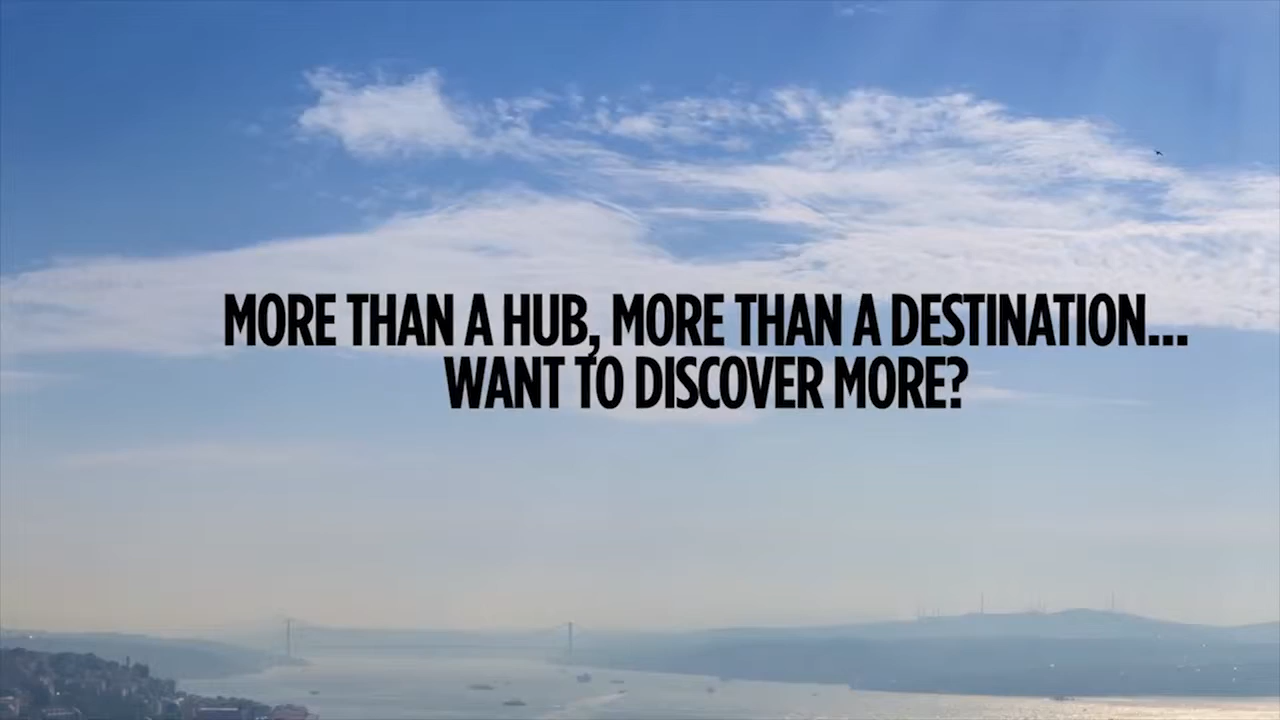 MORE THAN A HUB, MORE THAN A DESTINATION...
WANT TO DISCOVER MORE?